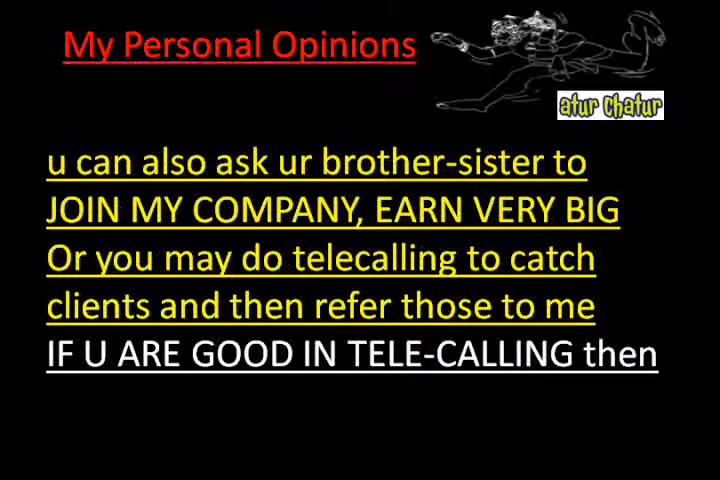 My Personal Opinions
atur chatur
u can also ask ur brother-sister to
JOIN MY COMPANY, EARN VERY BIG
Or you may do telecalling to catch
clients and then refer those to me
IF U ARE GOOD IN TELE-CALLING then